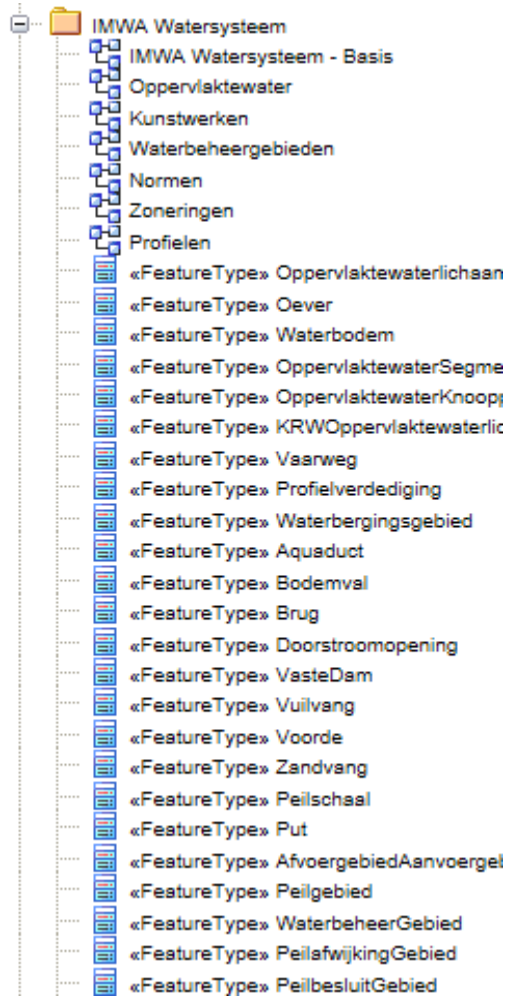 IMWA Watersysteem
IMWA Watersysteem - Basis
Oppervlaktewater
Kunstwerken
Waterbeheergebieden
Normen
Zoneringen
Profielen
«FeatureType» Oppervlaktewaterlichaam
«FeatureType» Oever
«FeatureType» Waterbodem
«FeatureType» OppervlaktewaterSegme
«FeatureType» OppervlaktewaterKnoopp
«FeatureType» KRWOppervlaktewaterlic
«FeatureType» Vaarweg
«FeatureType» Profielverdediging
«FeatureType» Waterbergingsgebied
«FeatureType» Aquaduct
«FeatureType» Bodemval
«FeatureType» Brug
«FeatureType» Doorstroomopening
«FeatureType» VasteDam
«FeatureType» Vuilvang
«FeatureType» Voorde
«FeatureType» Zandvang
«FeatureType» Peilschaal
«FeatureType» Put
«FeatureType» AfvoergebiedAanvoergeb
«FeatureType» Peilgebied
«FeatureType» WaterbeheerGebied
«FeatureType» PeilafwijkingGebied
«FeatureType» PeilbesluitGebied